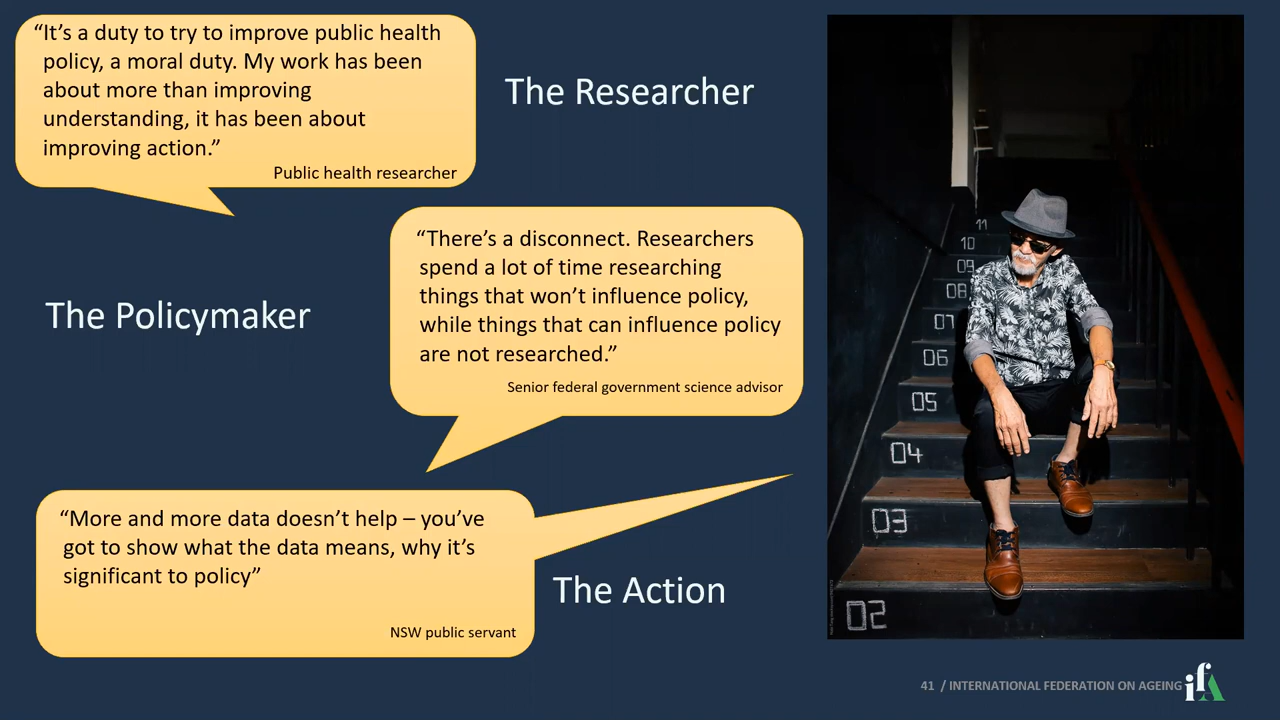 “It’s a duty to try to improve public health
policy, a moral duty. My work has been
about more than improving
understanding, it has been about
improving action.”
Public health researcher
The Researcher
“There’s a disconnect. Researchers
spend a lot of time researching
things that won’t influence policy,
while things that can influence policy
are not researched.”
Senior federal government science advisor
The Policymaker
“More and more data doesn’t help – you’ve
got to show what the data means, why it’s
significant to policy”
NSW public servant
The Action
11
10
09
08
07
06
05
04
03
02
41 / INTERNATIONAL FEDERATION ON AGEING
ifA